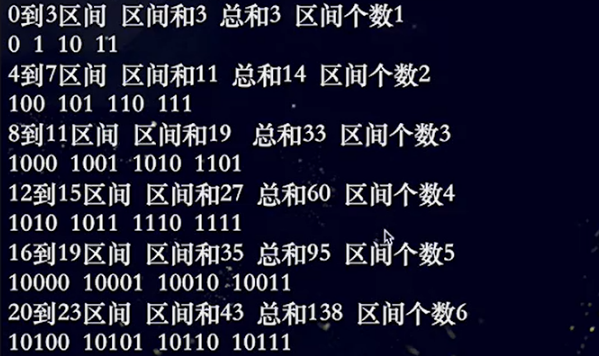 0到3区间 区间和3 总和3 区间个数1
0 1 10 11
4到7区间 区间和11 总和14 区间个数2
100 101 110 111
8到11区间 区间和19 总和33 区间个数3
1000 1001 1010 1101
12到15区间 区间和27 总和60 区间个数4
1010 1011 1110 1111
16到19区间 区间和35 总和95 区间个数5
10000 10001 10010 10011
20到23区间 区间和43 总和138 区间个数6
10100 10101 10110 10111